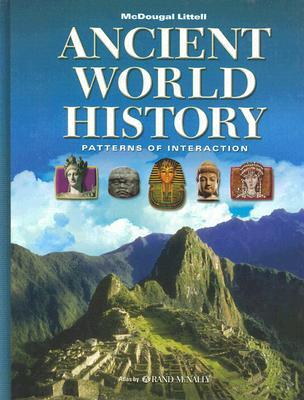 McDougal Littell
ANCIENT
WORLD
HISTORY
PATTERNS OF INTERACTION
Atlas by RAND MCNALLY